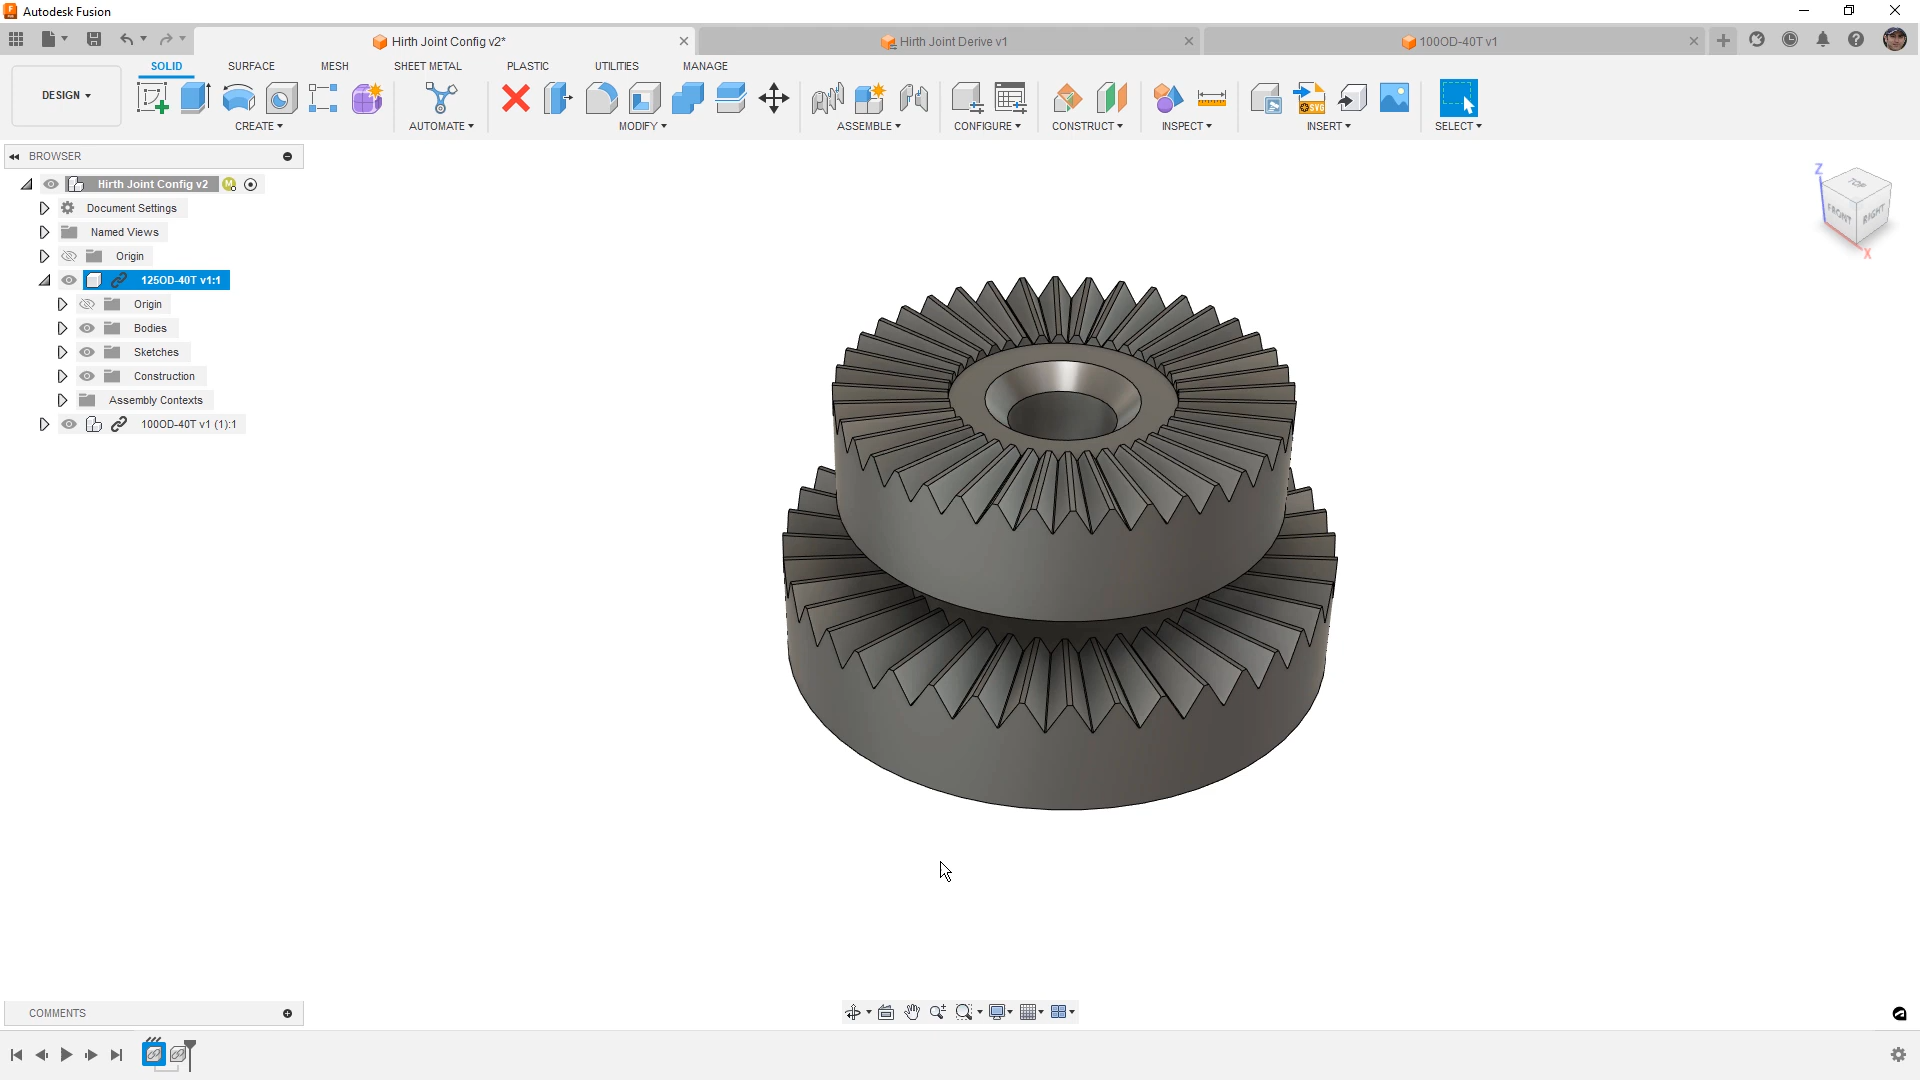 Autodesk Fusion
Hirth Joint Config v2*
Hirth Joint Derive v1
100OD-40T v1
DESIGN
SOLID
SURFACE
MESH
SHEET METAL
PLASTIC
UTILITIES
MANAGE
CREATE
AUTOMATE
MODIFY
ASSEMBLE
CONFIGURE
CONSTRUCT
INSPECT
SVG
INSERT
SELECT
BROWSER
Hirth Joint Config v2
M
Document Settings
Named Views
Origin
125OD-40T v1:1
Origin
Bodies
Sketches
Construction
Assembly Contexts
100OD-40T v1 (1):1
Z
TOP
FRONT
RIGHT
X
COMMENTS